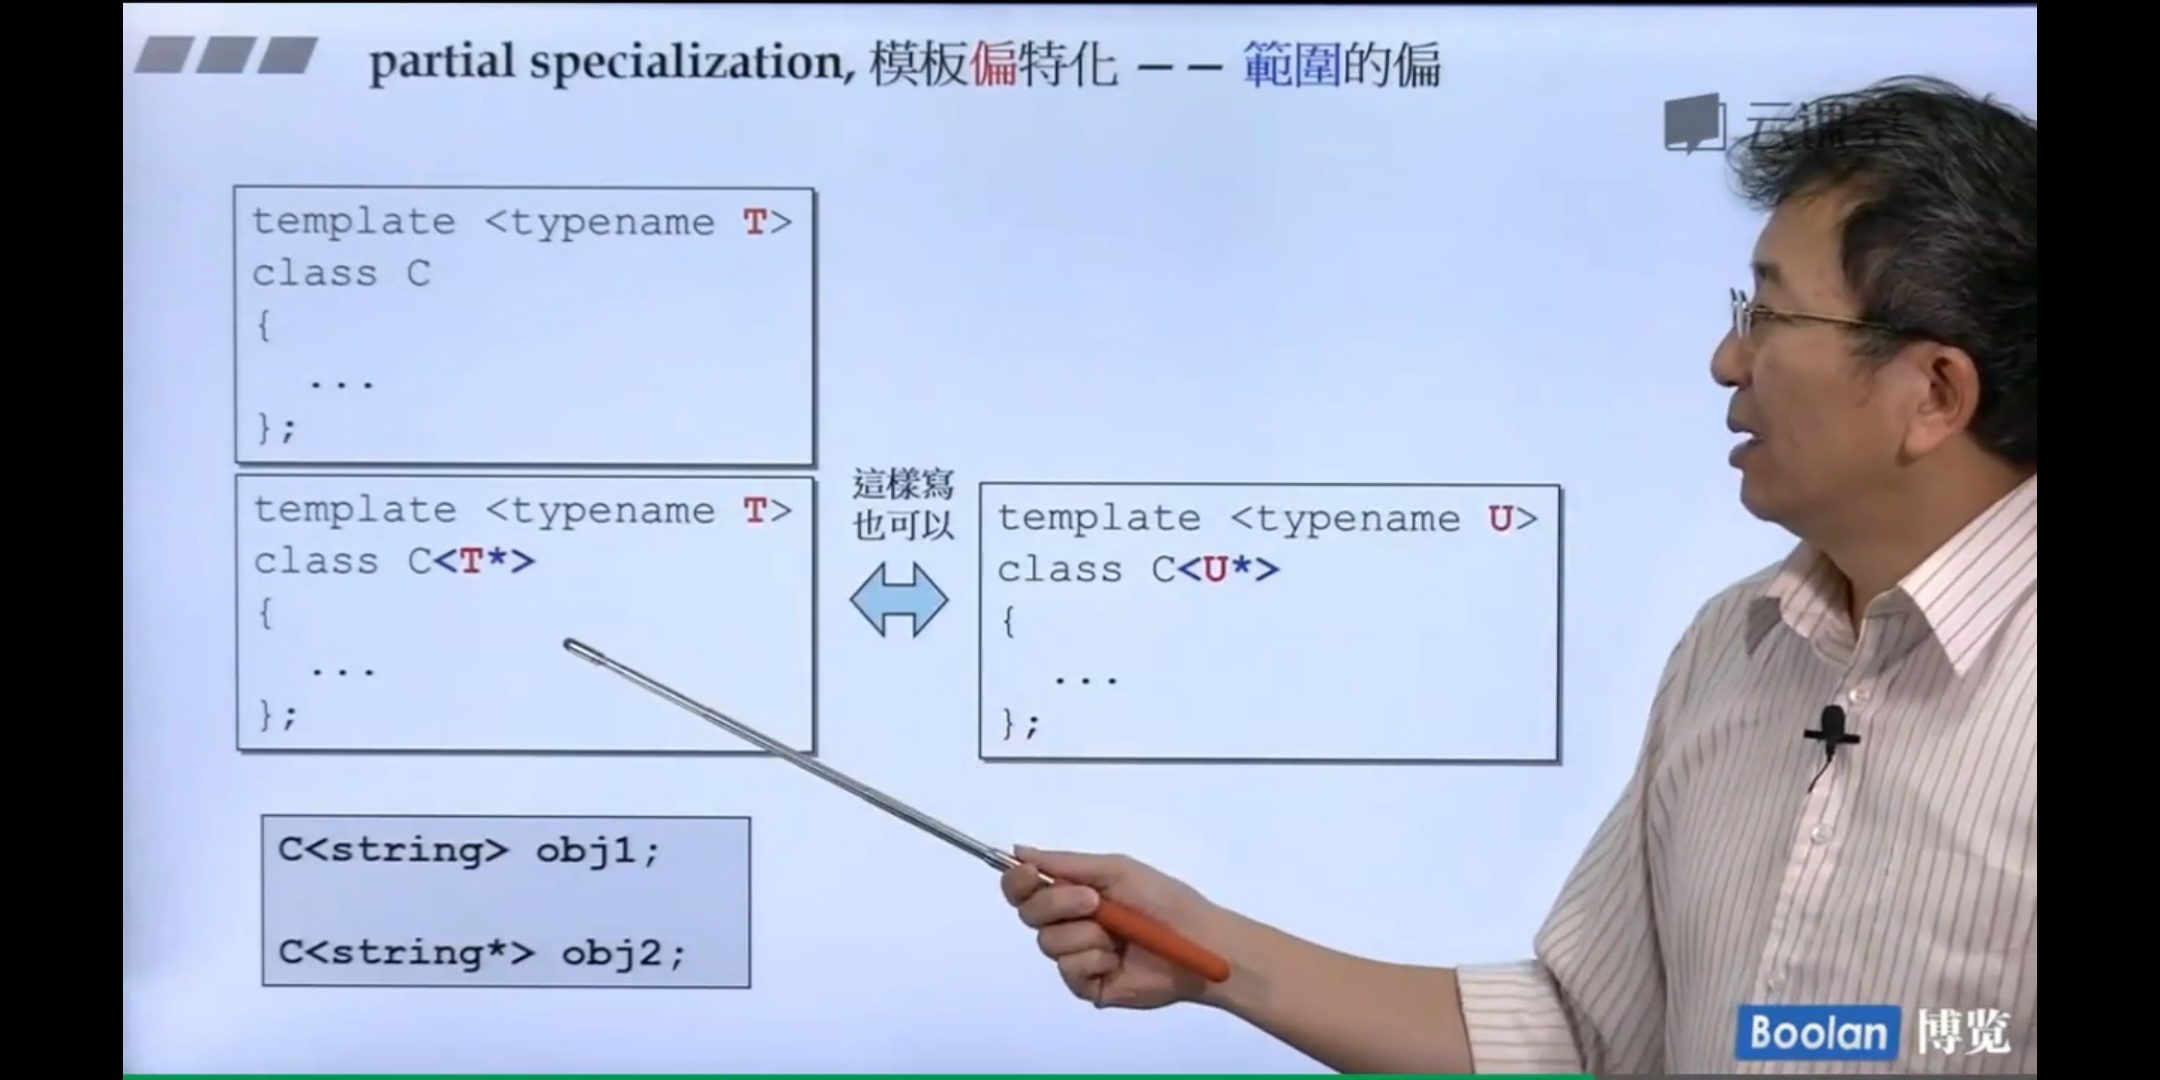 partial specialization, 模板偏特化 —— 範圍的偏
云课堂
template <typename T>
class C
{
...
};
template <typename T>
class C<T*>
{
...
};
這樣寫
也可以
template <typename U>
class C<U*>
{
...
};
C<string> obj1;
C<string*> obj2;
Boolan 博览